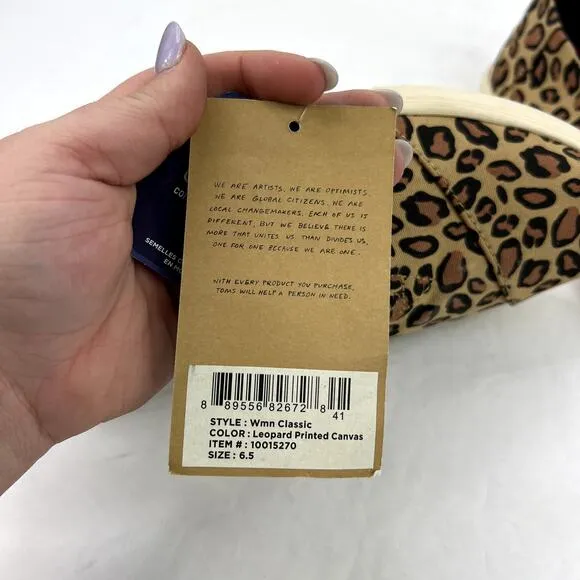 WE ARE ARTISTS. WE ARE OPTIMISTS.
WE ARE GLOBAL CITIZENS. WE ARE
LOCAL CHANGEMAKERS. EACH OF US IS
DIFFERENT, BUT WE BELIEVE THERE IS
MORE THAT UNITES US THAN DIVIDES US,
ONE FOR ONE BECAUSE WE ARE ONE.
WITH EVERY PRODUCT YOU PURCHASE,
TOMS WILL HELP A PERSON IN NEED.
8 89556 82672 8
41
STYLE : Wmn Classic
COLOR : Leopard Printed Canvas
ITEM # : 10015270
SIZE : 6.5
SEMELLES
EN